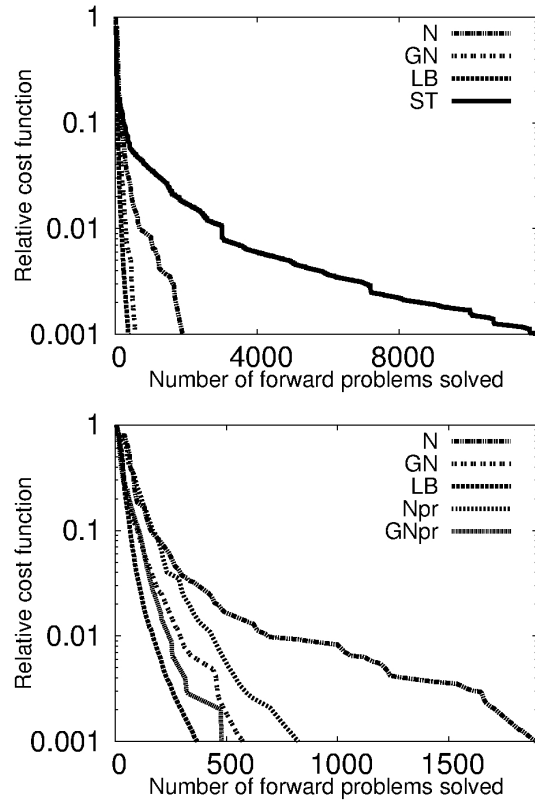 1
0.1
0.01
0.001
Relative cost function
N
GN
LB
ST
0 4000 8000
Number of forward problems solved
1
0.1
0.01
0.001
Relative cost function
N
GN
LB
Npr
GNpr
0 500 1000 1500
Number of forward problems solved